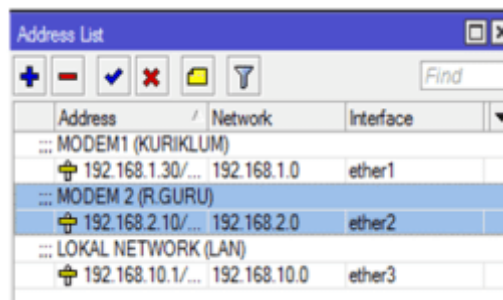 Address List
Find
Address Network Interface
::: MODEM1 (KURIKLUM)
192.168.1.30/... 192.168.1.0 ether1
::: MODEM 2 (R.GURU)
192.168.2.10/... 192.168.2.0 ether2
::: LOKAL NETWORK (LAN)
192.168.10.1/... 192.168.10.0 ether3